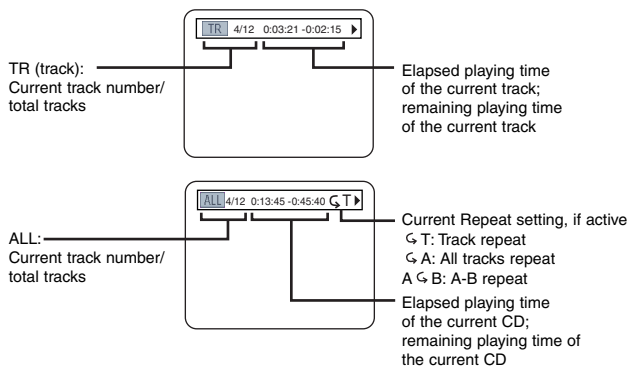 TR 4/12 0:03:21 -0:02:15
TR (track):
Current track number/
total tracks
Elapsed playing time
of the current track;
remaining playing time
of the current track
ALL 4/12 0:13:45 -0:45:40 T
ALL:
Current track number/
total tracks
Current Repeat setting, if active
T: Track repeat
A: All tracks repeat
A B: A-B repeat
Elapsed playing time
of the current CD;
remaining playing time of
the current CD